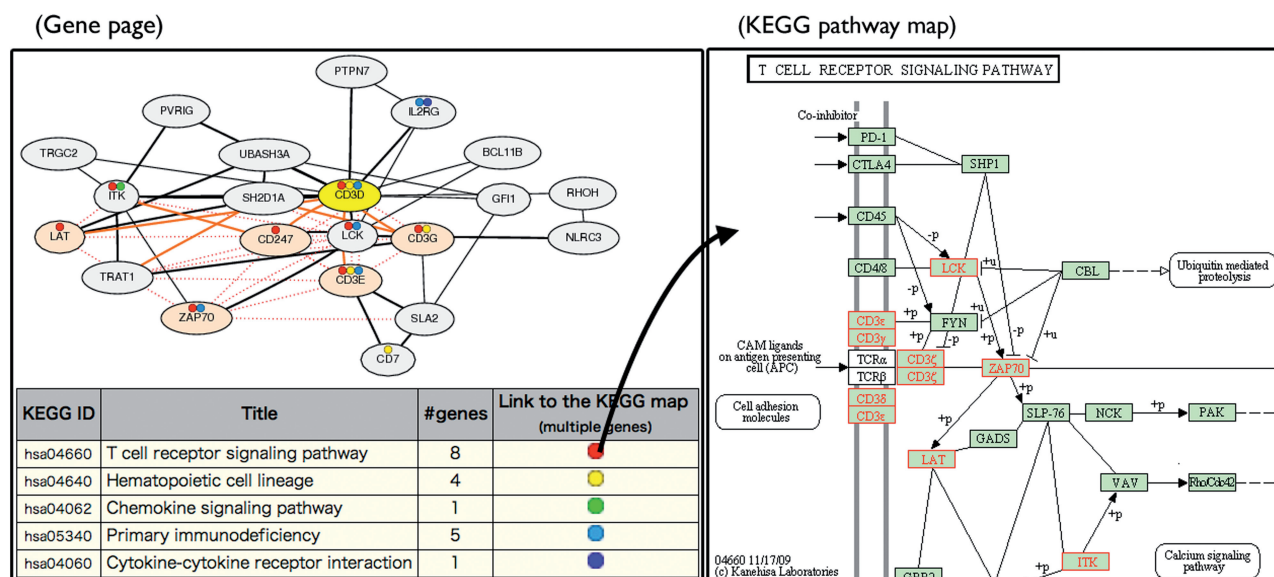 (Gene page)
(KEGG pathway map)
PTPN7
IL2RG
PVRIG
TRGC2
UBASH3A
BCL11B
ITK
SH2D1A
CD3D
GFI1
RHOH
LAT
CD247
LCK
CD3G
NLRC3
TRAT1
CD3E
ZAP70
SLA2
CD7
KEGG ID Title #genes Link to the KEGG map
(multiple genes)
hsa04660 T cell receptor signaling pathway 8
hsa04640 Hematopoietic cell lineage 4
hsa04062 Chemokine signaling pathway 1
hsa05340 Primary immunodeficiency 5
hsa04060 Cytokine-cytokine receptor interaction 1
T CELL RECEPTOR SIGNALING PATHWAY
Co-inhibitor
PD-1
CTLA4
SHP1
CD45
-p
CD4/8
LCK
+u
CBL
Ubiquitin mediated
proteolysis
-p
+p
+u
CD3ε
FYN
CD3γ
+p
-p
+p
-p
+u
CAM ligands
on antigen presenting
cell (APC)
TCRα
CD3ζ
TCRβ
CD3ζ
ZAP70
Cell adhesion
molecules
CD3δ
CD3ε
+p
+p
SLP-76
NCK
+p
PAK
GADS
LAT
VAV
Rho/Cdc42
+p
04660 11/17/09
(c) Kanehisa Laboratories
ITK
+p
Calcium signaling
pathway
GRB2